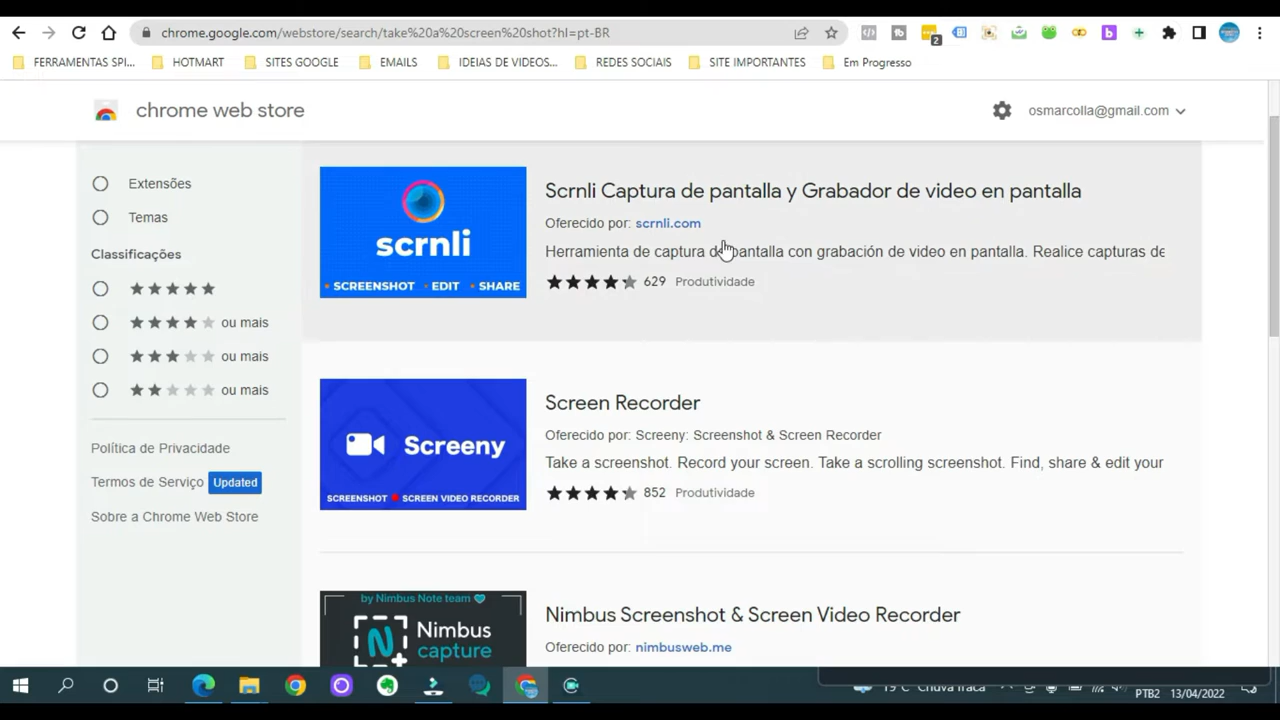 chrome.google.com/webstore/search/take%20a%20screen%20shot?hl=pt-BR
2
FERRAMENTAS SPI...
HOTMART
SITES GOOGLE
EMAILS
IDEIAS DE VIDEOS...
REDES SOCIAIS
SITE IMPORTANTES
Em Progresso
chrome web store
osmarcolla@gmail.com
Extensões
Temas
Classificações
ou mais
ou mais
ou mais
Política de Privacidade
Termos de Serviço Updated
Sobre a Chrome Web Store
scrnli
SCREENSHOT EDIT SHARE
Scrnli Captura de pantalla y Grabador de video en pantalla
Oferecido por: scrnli.com
Herramienta de captura de pantalla con grabación de video en pantalla. Realice capturas de
629 Produtividade
Screeny
SCREENSHOT SCREEN VIDEO RECORDER
Screen Recorder
Oferecido por: Screeny: Screenshot & Screen Recorder
Take a screenshot. Record your screen. Take a scrolling screenshot. Find, share & edit your
852 Produtividade
by Nimbus Note team
Nimbus
capture
Nimbus Screenshot & Screen Video Recorder
Oferecido por: nimbusweb.me
19°C Chuva fraca
PTB2 13/04/2022